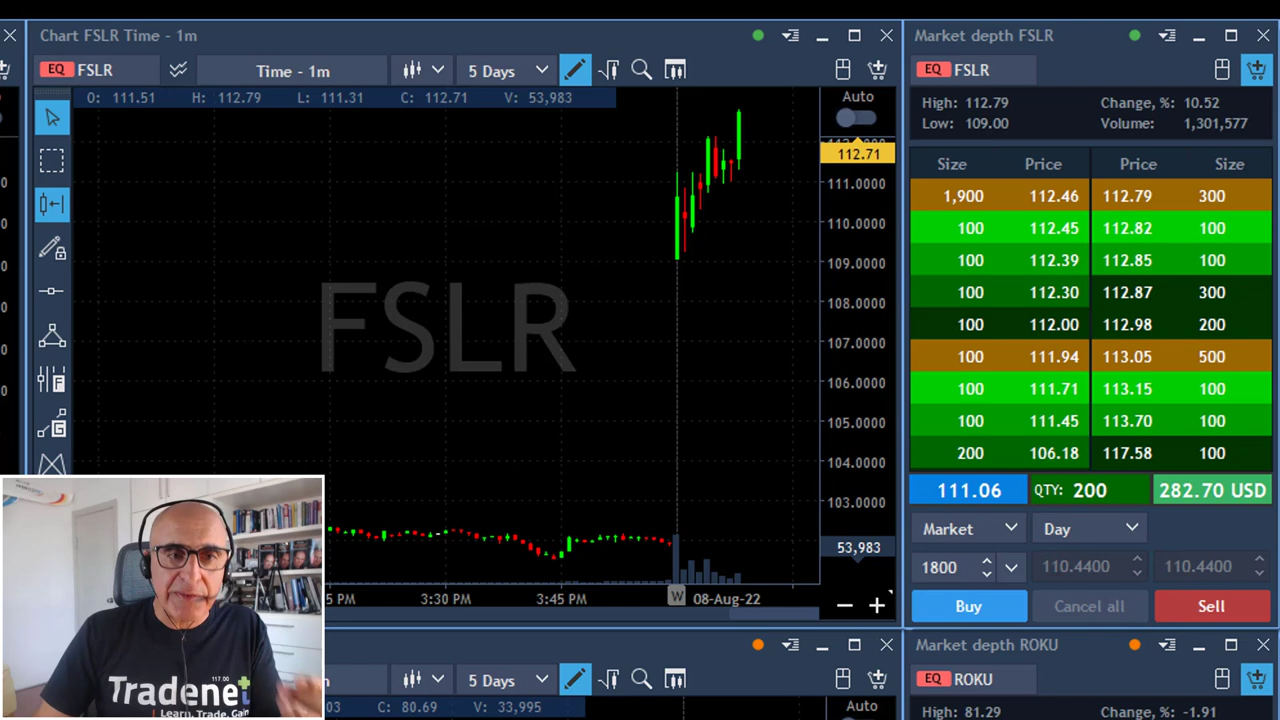 Chart FSLR Time - 1m
EQ FSLR
Time - 1m
5 Days
O: 111.51 H: 112.79 L: 111.31 C: 112.71 V: 53,983
Auto
112.71
111.0000
110.0000
109.0000
108.0000
107.0000
106.0000
105.0000
104.0000
103.0000
53,983
FSLR
F
G
3:30 PM 3:45 PM W 08-Aug-22
5 PM
Market depth FSLR
EQ FSLR
High: 112.79 Change, %: 10.52
Low: 109.00 Volume: 1,301,577
Size Price Price Size
1,900 112.46 112.79 300
100 112.45 112.82 100
100 112.39 112.85 100
100 112.30 112.87 300
100 112.00 112.98 200
100 111.94 113.05 500
100 111.71 113.15 100
100 111.45 113.70 100
200 106.18 117.58 100
111.06 QTY: 200 282.70 USD
Market Day
1800 110.4400 110.4400
Buy Cancel all Sell
5 Days
C: 80.69 V: 33,995
Auto
Market depth ROKU
EQ ROKU
High: 81.29 Change, %: -1.91
117.00
Tradenet
Learn. Trade. Gain